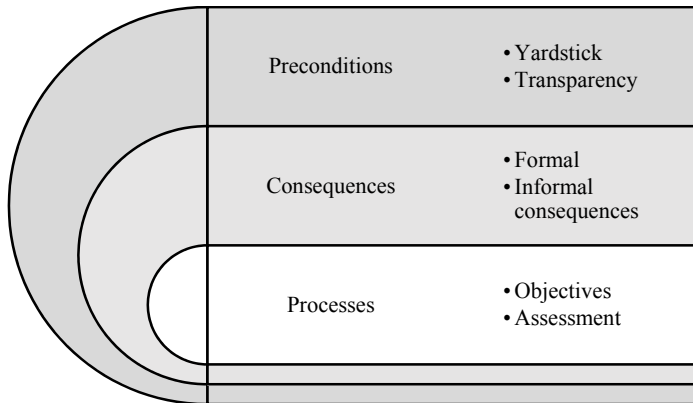 Preconditions
• Yardstick
• Transparency
Consequences
• Formal
• Informal
consequences
Processes
• Objectives
• Assessment